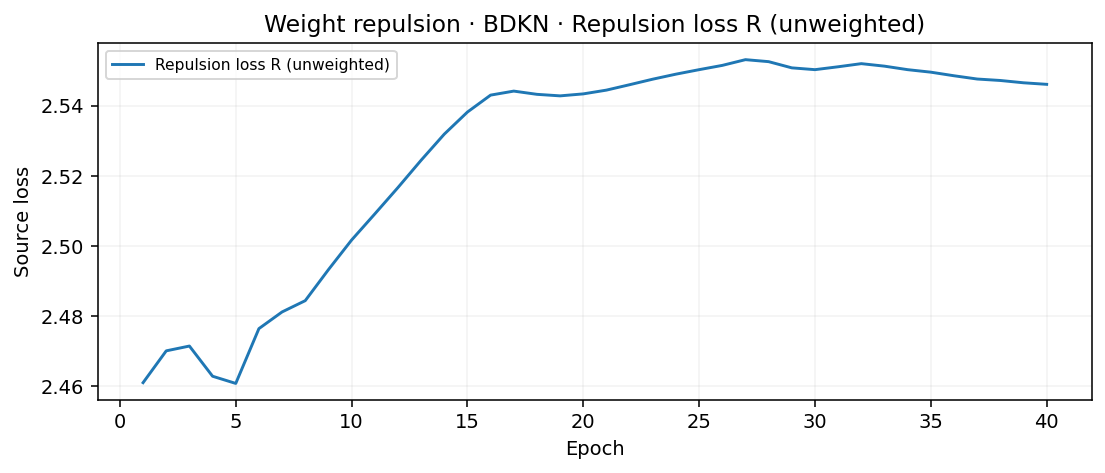 Weight repulsion · BDKN · Repulsion loss R (unweighted)
Repulsion loss R (unweighted)
Source loss
2.54
2.52
2.50
2.48
2.46
0 5 10 15 20 25 30 35 40
Epoch